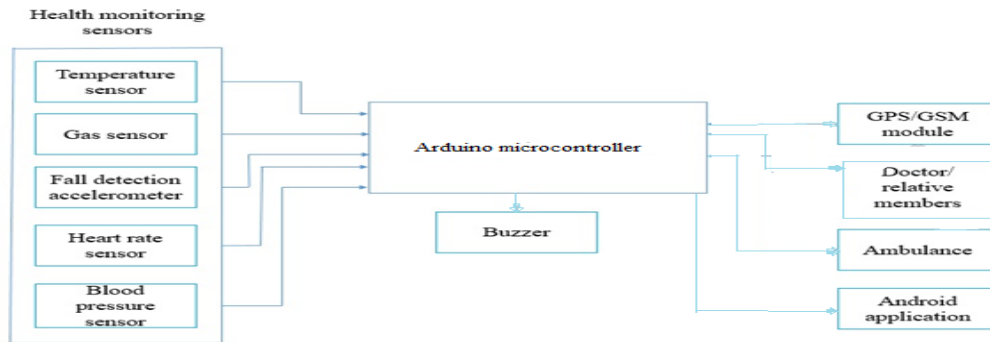 Health monitoring
sensors
Temperature
sensor
Gas sensor
Fall detection
accelerometer
Heart rate
sensor
Blood
pressure
sensor
Arduino microcontroller
Buzzer
GPS/GSM
module
Doctor/
relative
members
Ambulance
Android
application